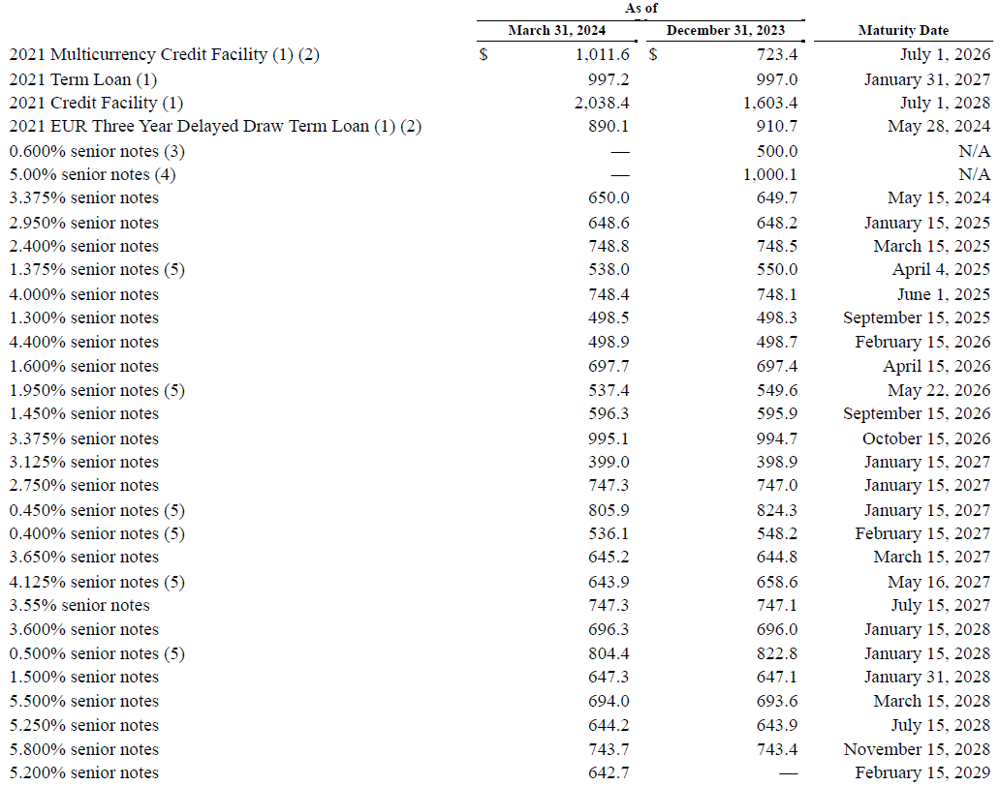 As of
March 31, 2024 December 31, 2023 Maturity Date
2021 Multicurrency Credit Facility (1) (2) $ 1,011.6 $ 723.4 July 1, 2026
2021 Term Loan (1) 997.2 997.0 January 31, 2027
2021 Credit Facility (1) 2,038.4 1,603.4 July 1, 2028
2021 EUR Three Year Delayed Draw Term Loan (1) (2) 890.1 910.7 May 28, 2024
0.600% senior notes (3) — 500.0 N/A
5.00% senior notes (4) — 1,000.1 N/A
3.375% senior notes 650.0 649.7 May 15, 2024
2.950% senior notes 648.6 648.2 January 15, 2025
2.400% senior notes 748.8 748.5 March 15, 2025
1.375% senior notes (5) 538.0 550.0 April 4, 2025
4.000% senior notes 748.4 748.1 June 1, 2025
1.300% senior notes 498.5 498.3 September 15, 2025
4.400% senior notes 498.9 498.7 February 15, 2026
1.600% senior notes 697.7 697.4 April 15, 2026
1.950% senior notes (5) 537.4 549.6 May 22, 2026
1.450% senior notes 596.3 595.9 September 15, 2026
3.375% senior notes 995.1 994.7 October 15, 2026
3.125% senior notes 399.0 398.9 January 15, 2027
2.750% senior notes 747.3 747.0 January 15, 2027
0.450% senior notes (5) 805.9 824.3 January 15, 2027
0.400% senior notes (5) 536.1 548.2 February 15, 2027
3.650% senior notes 645.2 644.8 March 15, 2027
4.125% senior notes (5) 643.9 658.6 May 16, 2027
3.55% senior notes 747.3 747.1 July 15, 2027
3.600% senior notes 696.3 696.0 January 15, 2028
0.500% senior notes (5) 804.4 822.8 January 15, 2028
1.500% senior notes 647.3 647.1 January 31, 2028
5.500% senior notes 694.0 693.6 March 15, 2028
5.250% senior notes 644.2 643.9 July 15, 2028
5.800% senior notes 743.7 743.4 November 15, 2028
5.200% senior notes 642.7 — February 15, 2029